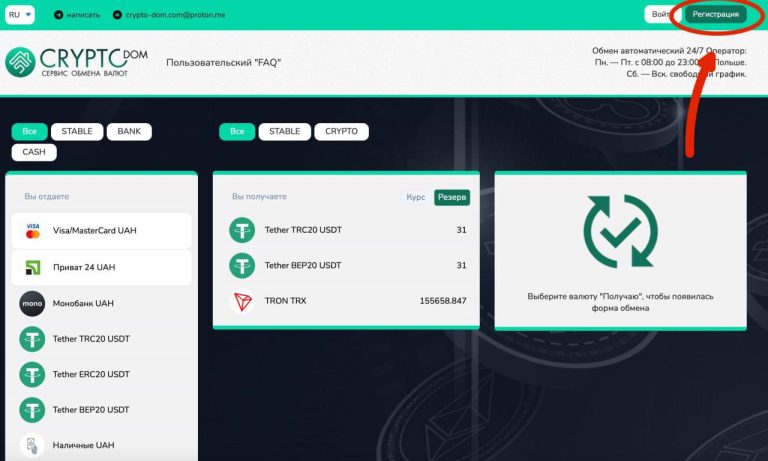 RU
написать
crypto-dom.com@proton.me
Регистрация
CRYPTO DOM
СЕРВИС ОБМЕНА ВАЛЮТ
Пользовательский "FAQ"
Обмен автоматический 24/7 Оператор:
Пн. — Пт. с 08:00 до 23:00 Польше.
Сб. — Вск. свободный график.
Все STABLE BANK
CASH
Все STABLE CRYPTO
Вы отдаете
VISA
Visa/MasterCard UAH
Приват 24 UAH
mono
Монобанк UAH
Tether TRC20 USDT
Tether ERC20 USDT
Tether BEP20 USDT
Наличные UAH
Вы получаете
Курс Резерв
Tether TRC20 USDT 31
Tether BEP20 USDT 31
TRON TRX 155658.847
Выберите валюту "Получаю", чтобы появилась
форма обмена